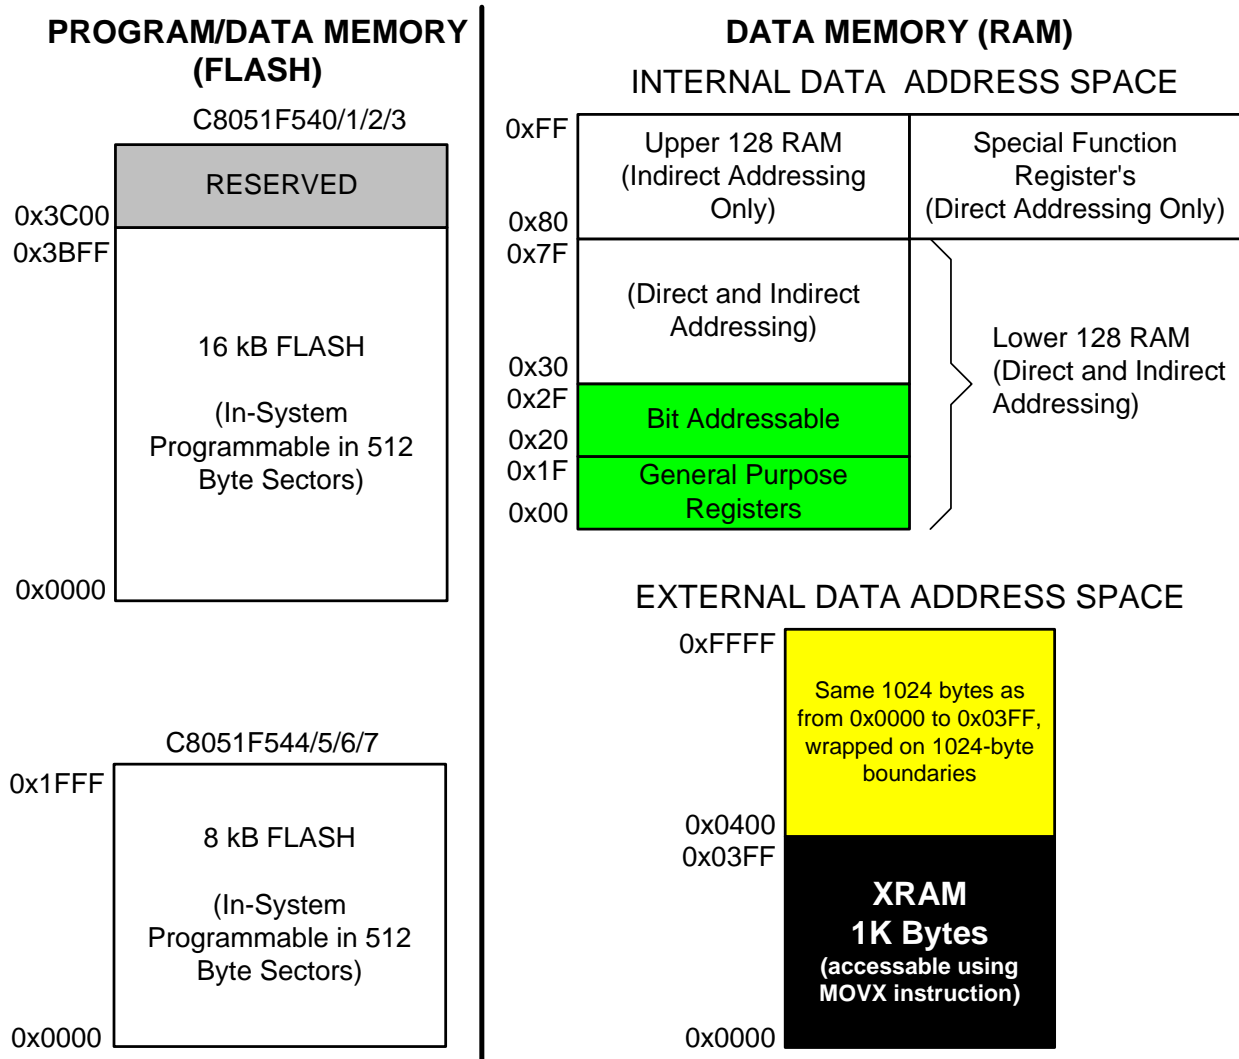 PROGRAM/DATA MEMORY
(FLASH)
C8051F540/1/2/3
RESERVED
0x3C00
0x3BFF
16 kB FLASH
(In-System
Programmable in 512
Byte Sectors)
0x0000
C8051F544/5/6/7
0x1FFF
8 kB FLASH
(In-System
Programmable in 512
Byte Sectors)
0x0000
DATA MEMORY (RAM)
INTERNAL DATA ADDRESS SPACE
0xFF
Upper 128 RAM
(Indirect Addressing
Only)
0x80
Special Function
Register's
(Direct Addressing Only)
0x7F
(Direct and Indirect
Addressing)
0x30
0x2F
Bit Addressable
0x20
0x1F
General Purpose
Registers
0x00
Lower 128 RAM
(Direct and Indirect
Addressing)
EXTERNAL DATA ADDRESS SPACE
0xFFFF
Same 1024 bytes as
from 0x0000 to 0x03FF,
wrapped on 1024-byte
boundaries
0x0400
0x03FF
XRAM
1K Bytes
(accessable using
MOVX instruction)
0x0000